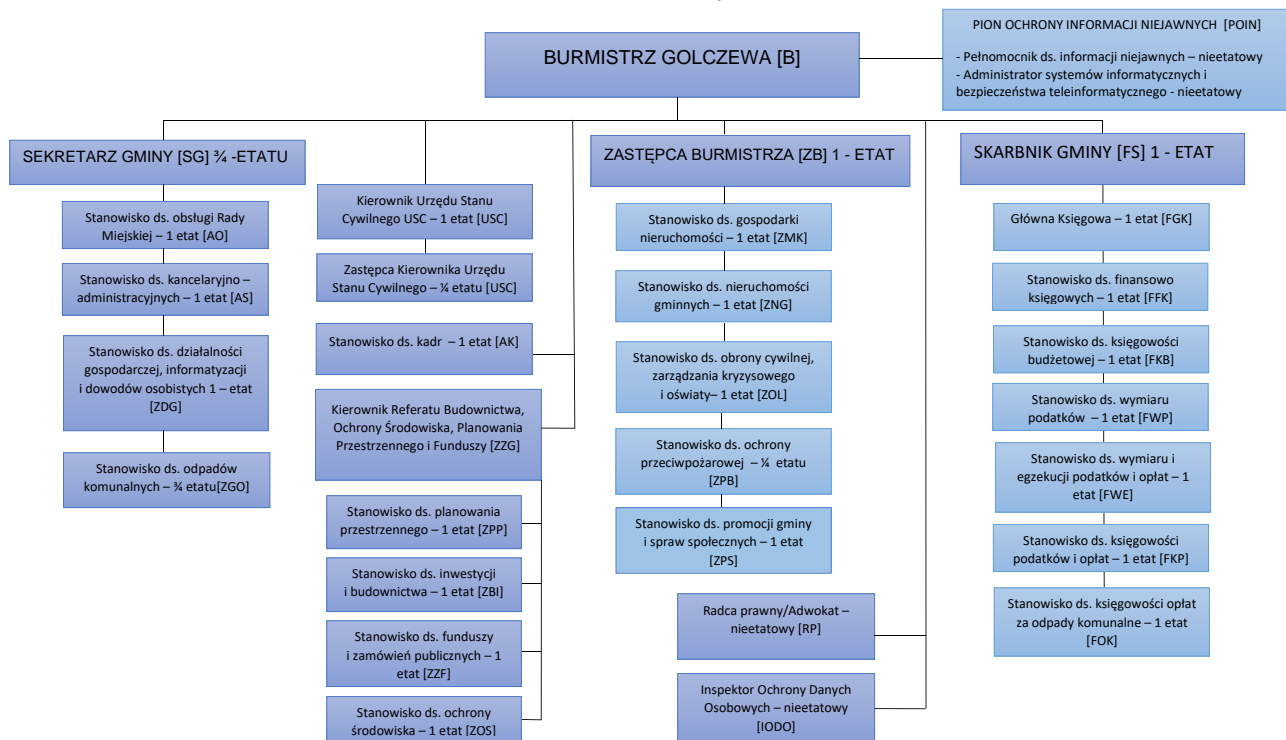 BURMISTRZ GOLCZEWA [B]
PION OCHRONY INFORMACJI NIEJAWNYCH [POIN]
- Pełnomocnik ds. informacji niejawnych – nieetatowy
- Administrator systemów informatycznych i
bezpieczeństwa teleinformatycznego - nieetatowy
SEKRETARZ GMINY [SG] ¾ -ETATU
Stanowisko ds. obsługi Rady
Miejskiej – 1 etat [AO]
Stanowisko ds. kancelaryjno –
administracyjnych – 1 etat [AS]
Stanowisko ds. działalności
gospodarczej, informatyzacji
i dowodów osobistych 1 – etat
[ZDG]
Stanowisko ds. odpadów
komunalnych – ¾ etatu[ZGO]
Kierownik Urzędu Stanu
Cywilnego USC – 1 etat [USC]
Zastępca Kierownika Urzędu
Stanu Cywilnego – ¼ etatu [USC]
Stanowisko ds. kadr – 1 etat [AK]
Kierownik Referatu Budownictwa,
Ochrony Środowiska, Planowania
Przestrzennego i Funduszy [ZZG]
Stanowisko ds. planowania
przestrzennego – 1 etat [ZPP]
Stanowisko ds. inwestycji
i budownictwa – 1 etat [ZBI]
Stanowisko ds. funduszy
i zamówień publicznych – 1
etat [ZZF]
Stanowisko ds. ochrony
środowiska – 1 etat [ZOS]
ZASTĘPCA BURMISTRZA [ZB] 1 - ETAT
Stanowisko ds. gospodarki
nieruchomości – 1 etat [ZMK]
Stanowisko ds. nieruchomości
gminnych – 1 etat [ZNG]
Stanowisko ds. obrony cywilnej,
zarządzania kryzysowego
i oświaty– 1 etat [ZOL]
Stanowisko ds. ochrony
przeciwpożarowej – ¼ etatu
[ZPB]
Stanowisko ds. promocji gminy
i spraw społecznych – 1 etat
[ZPS]
Radca prawny/Adwokat –
nieetatowy [RP]
Inspektor Ochrony Danych
Osobowych – nieetatowy
[IODO]
SKARBNIK GMINY [FS] 1 - ETAT
Główna Księgowa – 1 etat [FGK]
Stanowisko ds. finansowo
księgowych – 1 etat [FFK]
Stanowisko ds. księgowości
budżetowej – 1 etat [FKB]
Stanowisko ds. wymiaru
podatków – 1 etat [FWP]
Stanowisko ds. wymiaru i
egzekucji podatków i opłat – 1
etat [FWE]
Stanowisko ds. księgowości
podatków i opłat – 1 etat [FKP]
Stanowisko ds. księgowości opłat
za odpady komunalne – 1 etat
[FOK]